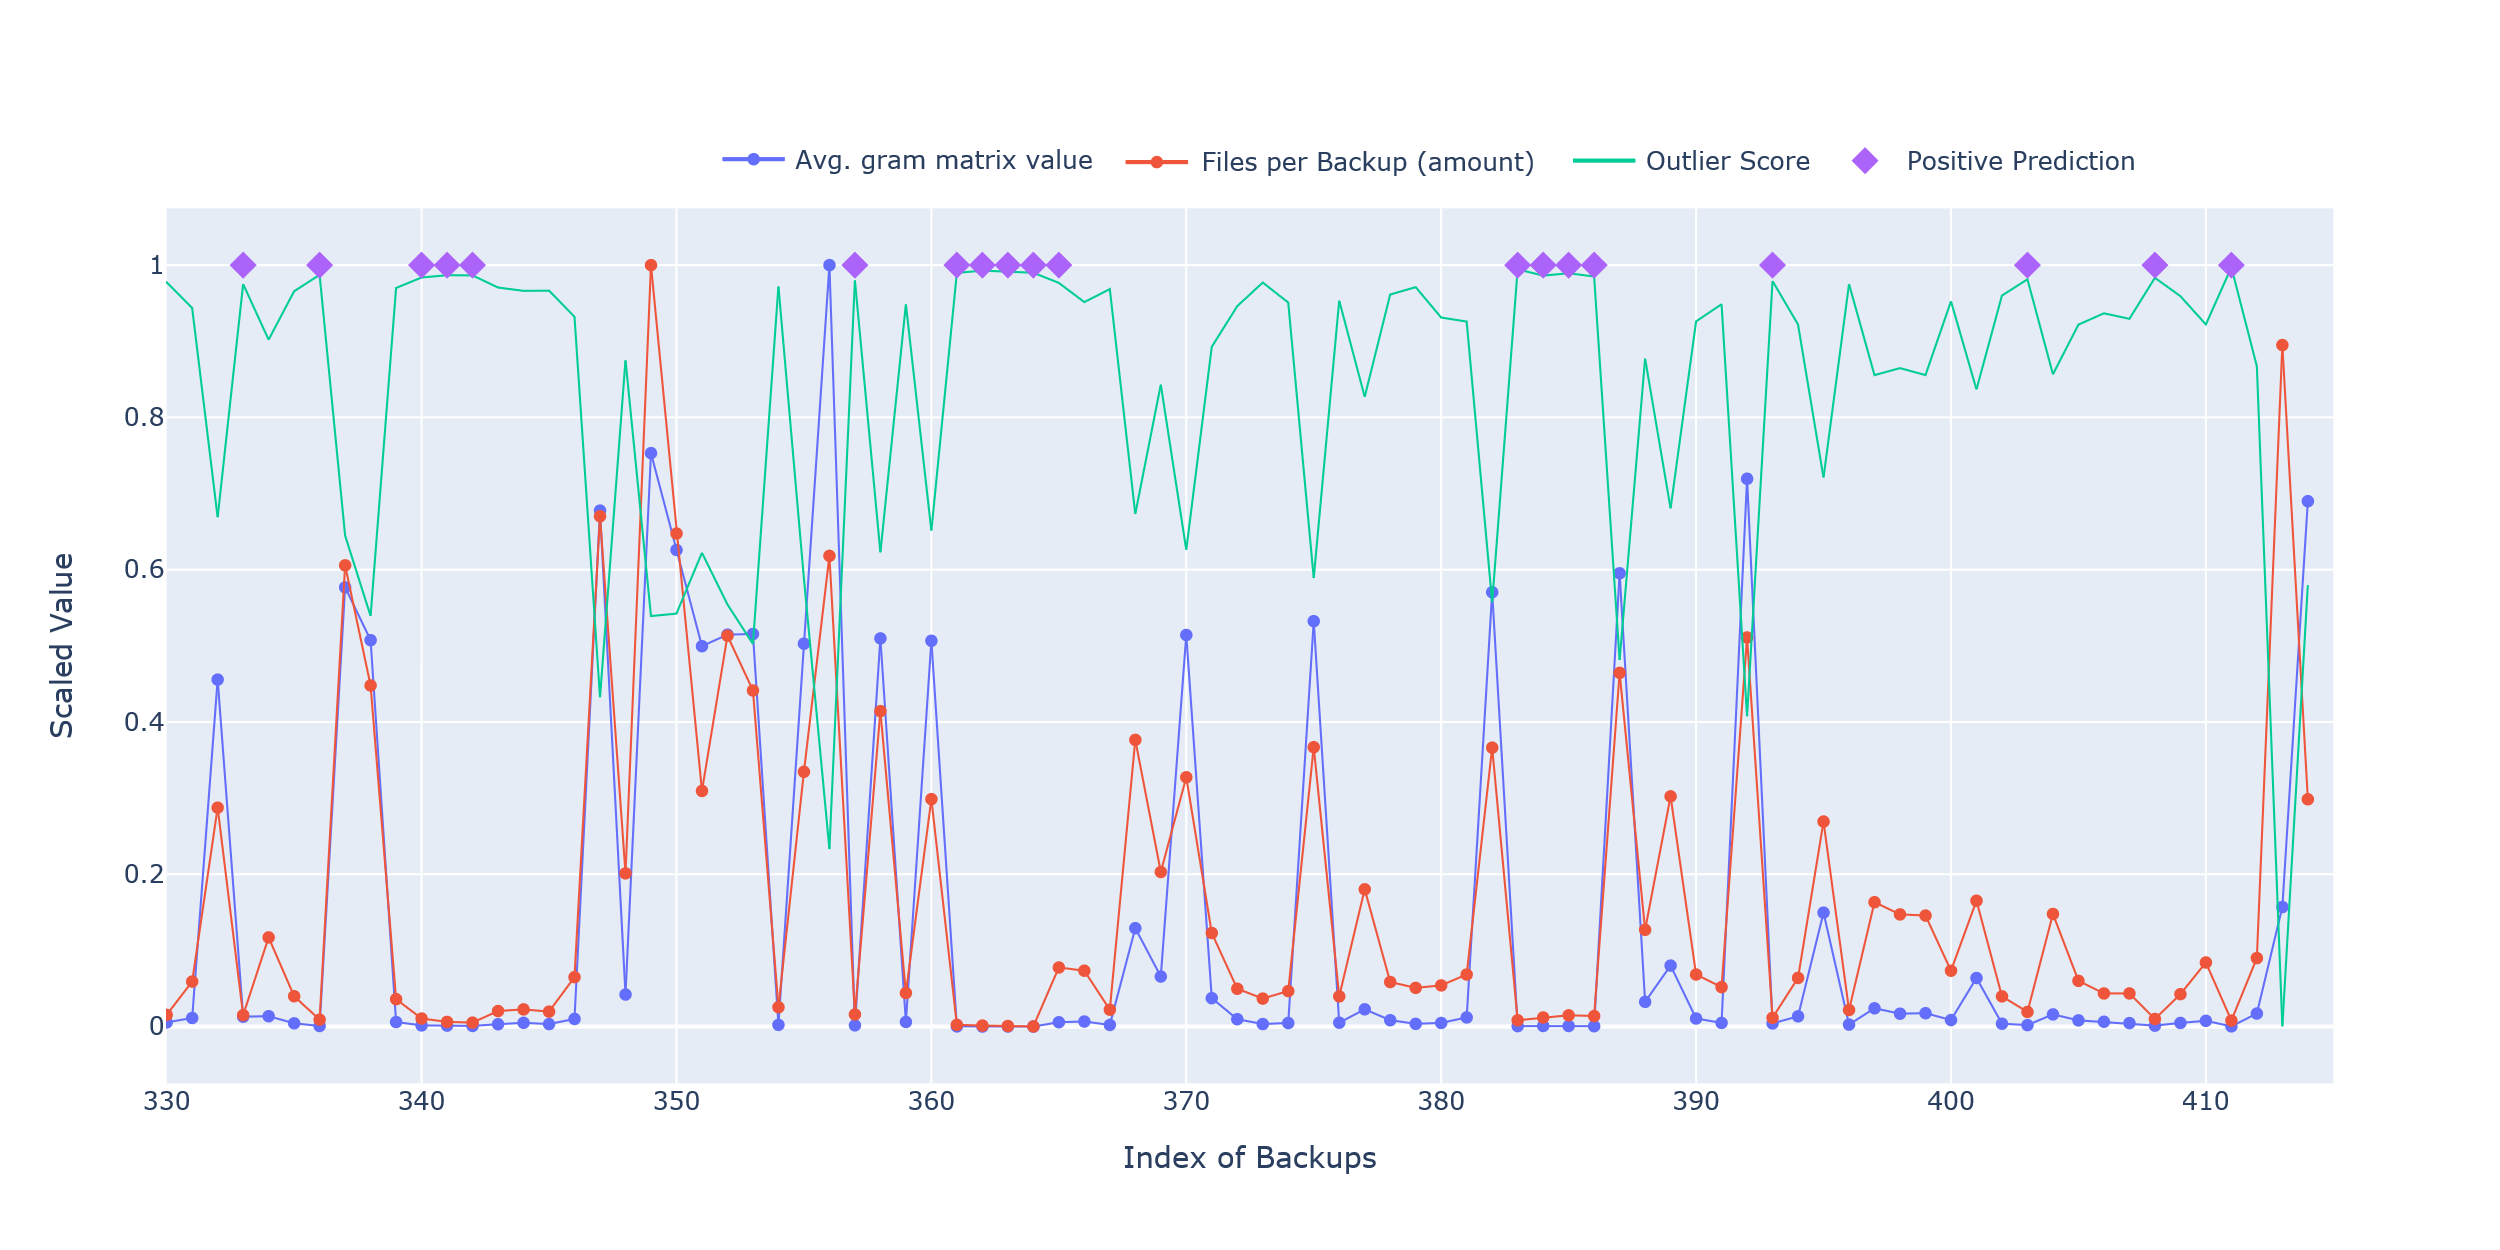 Avg. gram matrix value
Files per Backup (amount)
Outlier Score
Positive Prediction
1
0.8
0.6
0.4
0.2
0
Scaled Value
330 340 350 360 370 380 390 400 410
Index of Backups